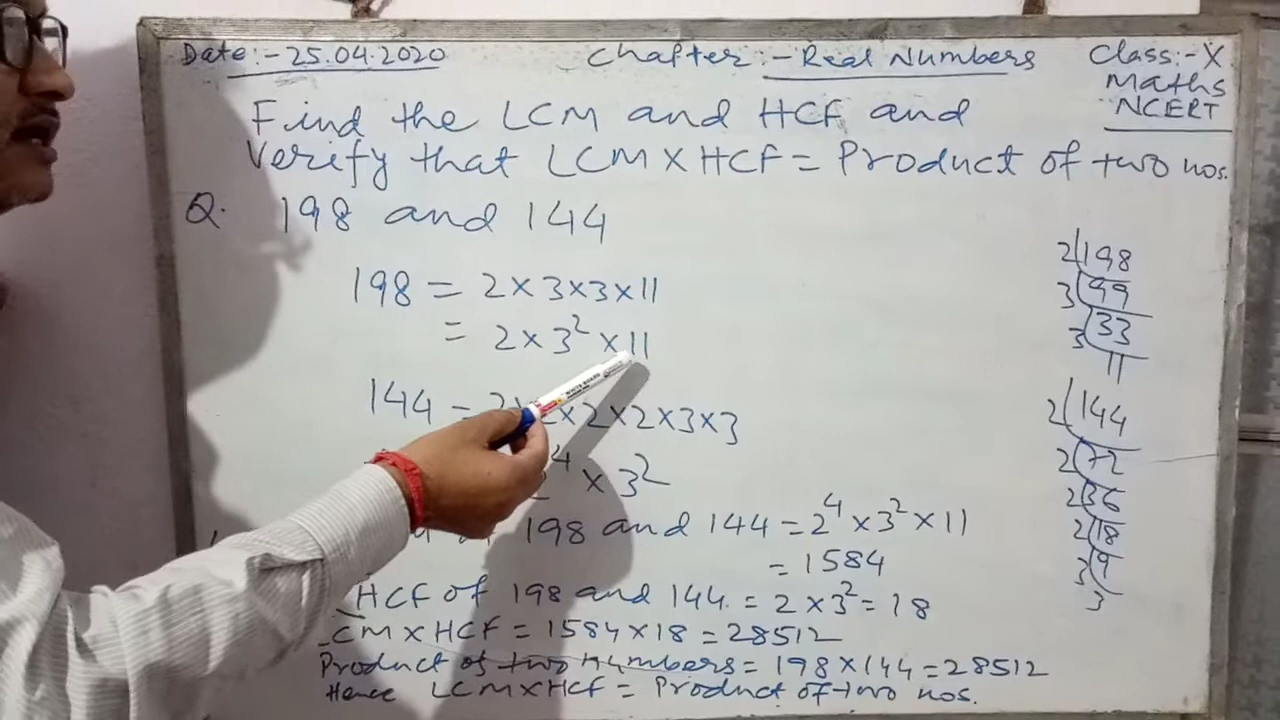 Date:- 25.04.2020 Chapter:- Real Numbers Class:- X
Maths
NCERT
Find the LCM and HCF and
Verify that LCM X HCF = Product of two nos.
Q. 198 and 144
198 = 2 × 3 × 3 × 11
= 2 × 3² × 11
144 = 2 × 2 × 2 × 2 × 3 × 3
⁴ × 3²
198 and 144 = 2⁴ × 3² × 11
= 1584
HCF of 198 and 144 = 2 × 3² = 18
CM X HCF = 1584 × 18 = 28512
Product of two Numbers = 198 × 144 = 28512
Hence LCM X HCF = Product of two nos.
2 198
3 99
3 33
11
2 144
2 72
2 36
2 18
3 9
3
WHITE BOARD